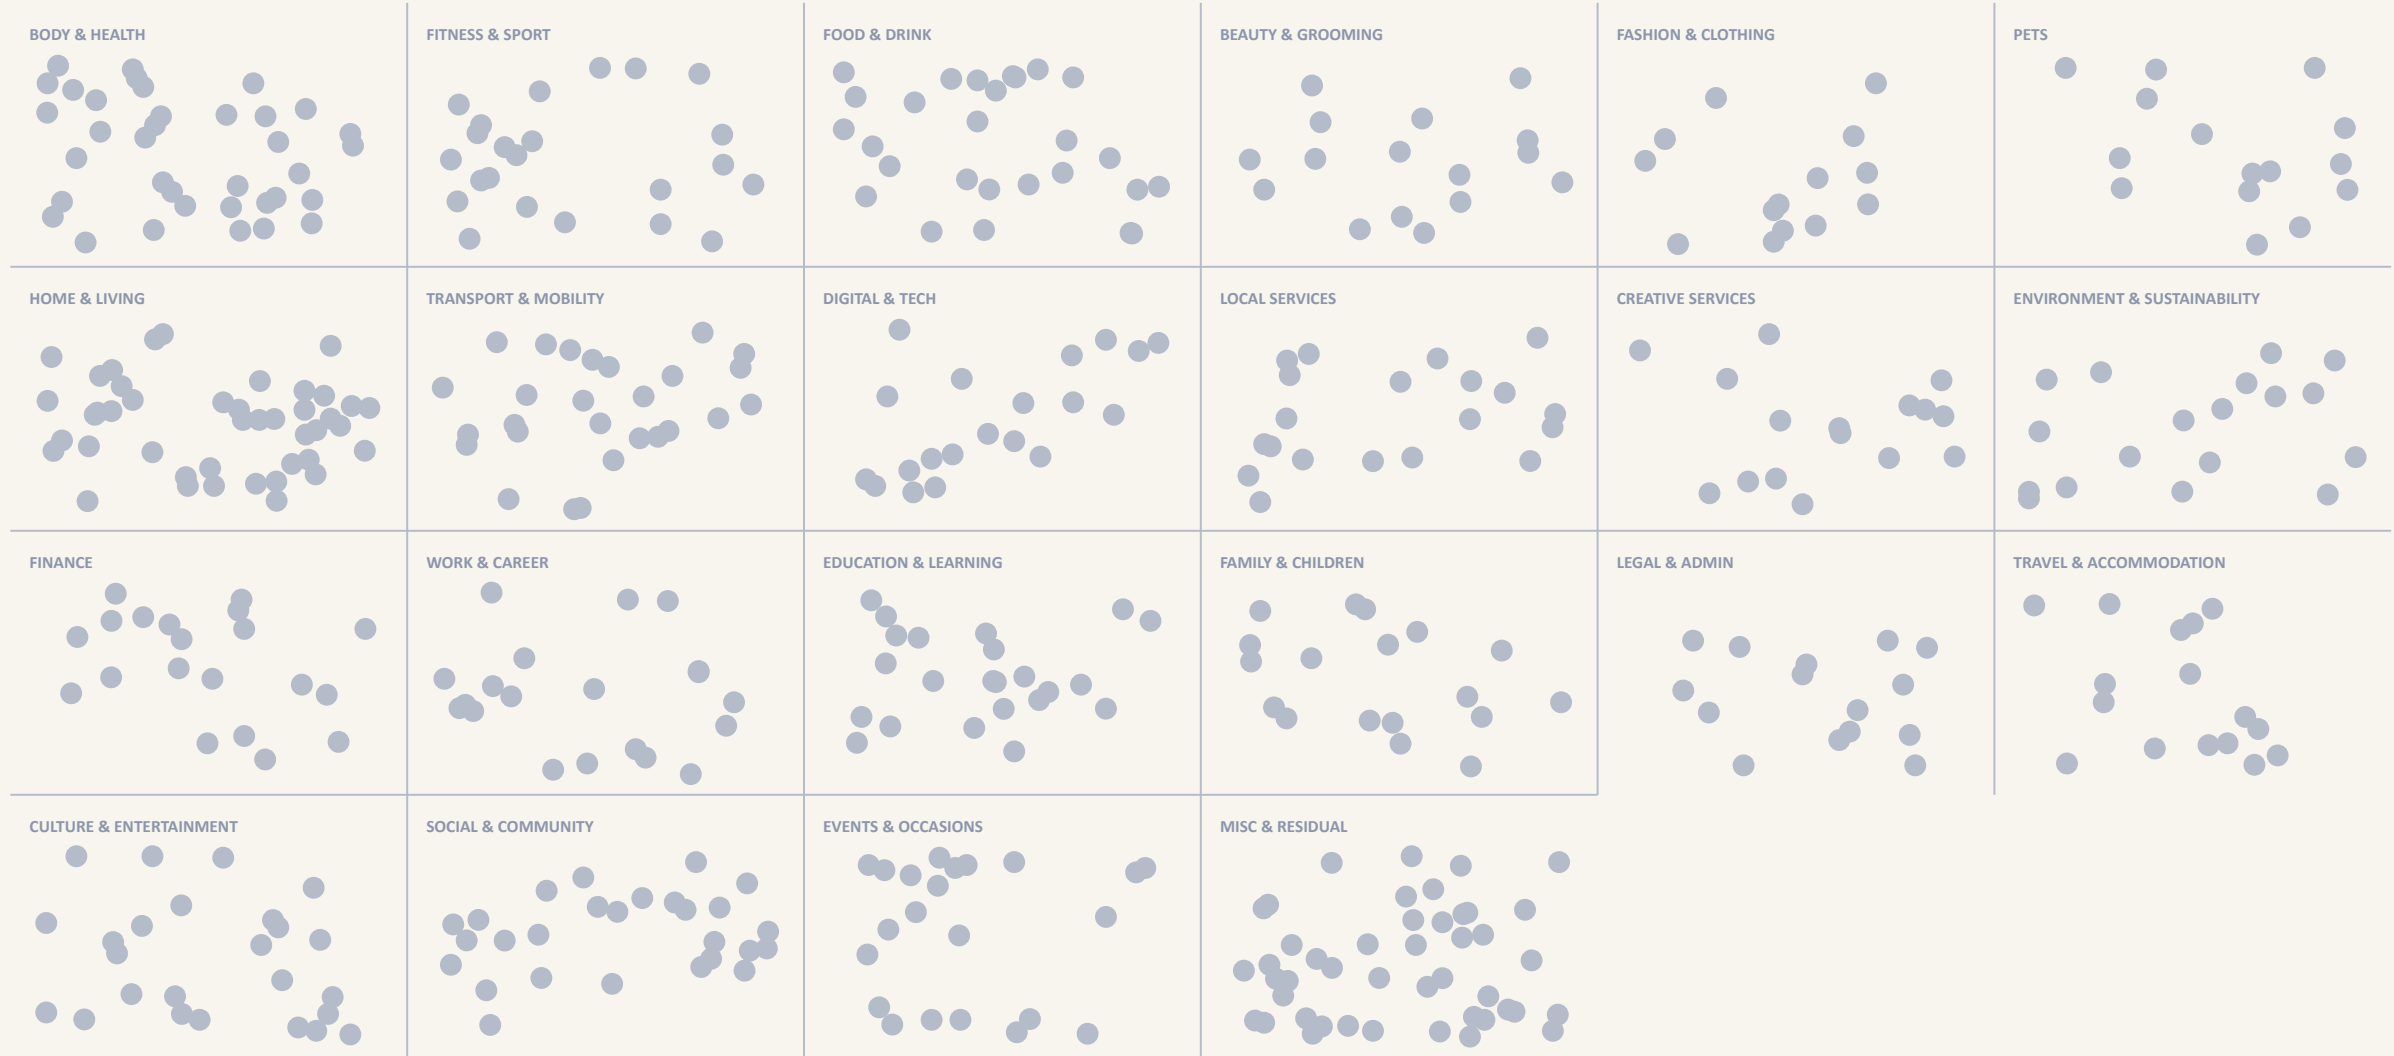 BODY & HEALTH
FITNESS & SPORT
FOOD & DRINK
BEAUTY & GROOMING
FASHION & CLOTHING
PETS
HOME & LIVING
TRANSPORT & MOBILITY
DIGITAL & TECH
LOCAL SERVICES
CREATIVE SERVICES
ENVIRONMENT & SUSTAINABILITY
FINANCE
WORK & CAREER
EDUCATION & LEARNING
FAMILY & CHILDREN
LEGAL & ADMIN
TRAVEL & ACCOMMODATION
CULTURE & ENTERTAINMENT
SOCIAL & COMMUNITY
EVENTS & OCCASIONS
MISC & RESIDUAL